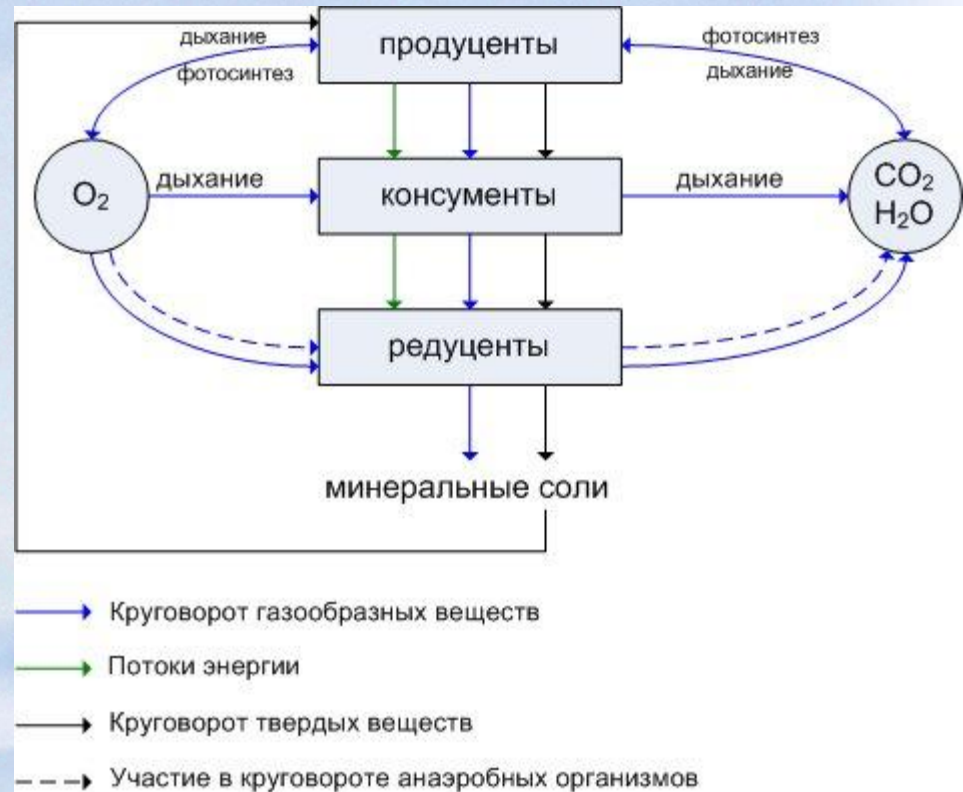 дыхание
продуценты
фотосинтез
фотосинтез
дыхание
O₂
дыхание
консументы
дыхание
CO₂
H₂O
редуценты
минеральные соли
Круговорот газообразных веществ
Потоки энергии
Круговорот твердых веществ
Участие в круговороте анаэробных организмов